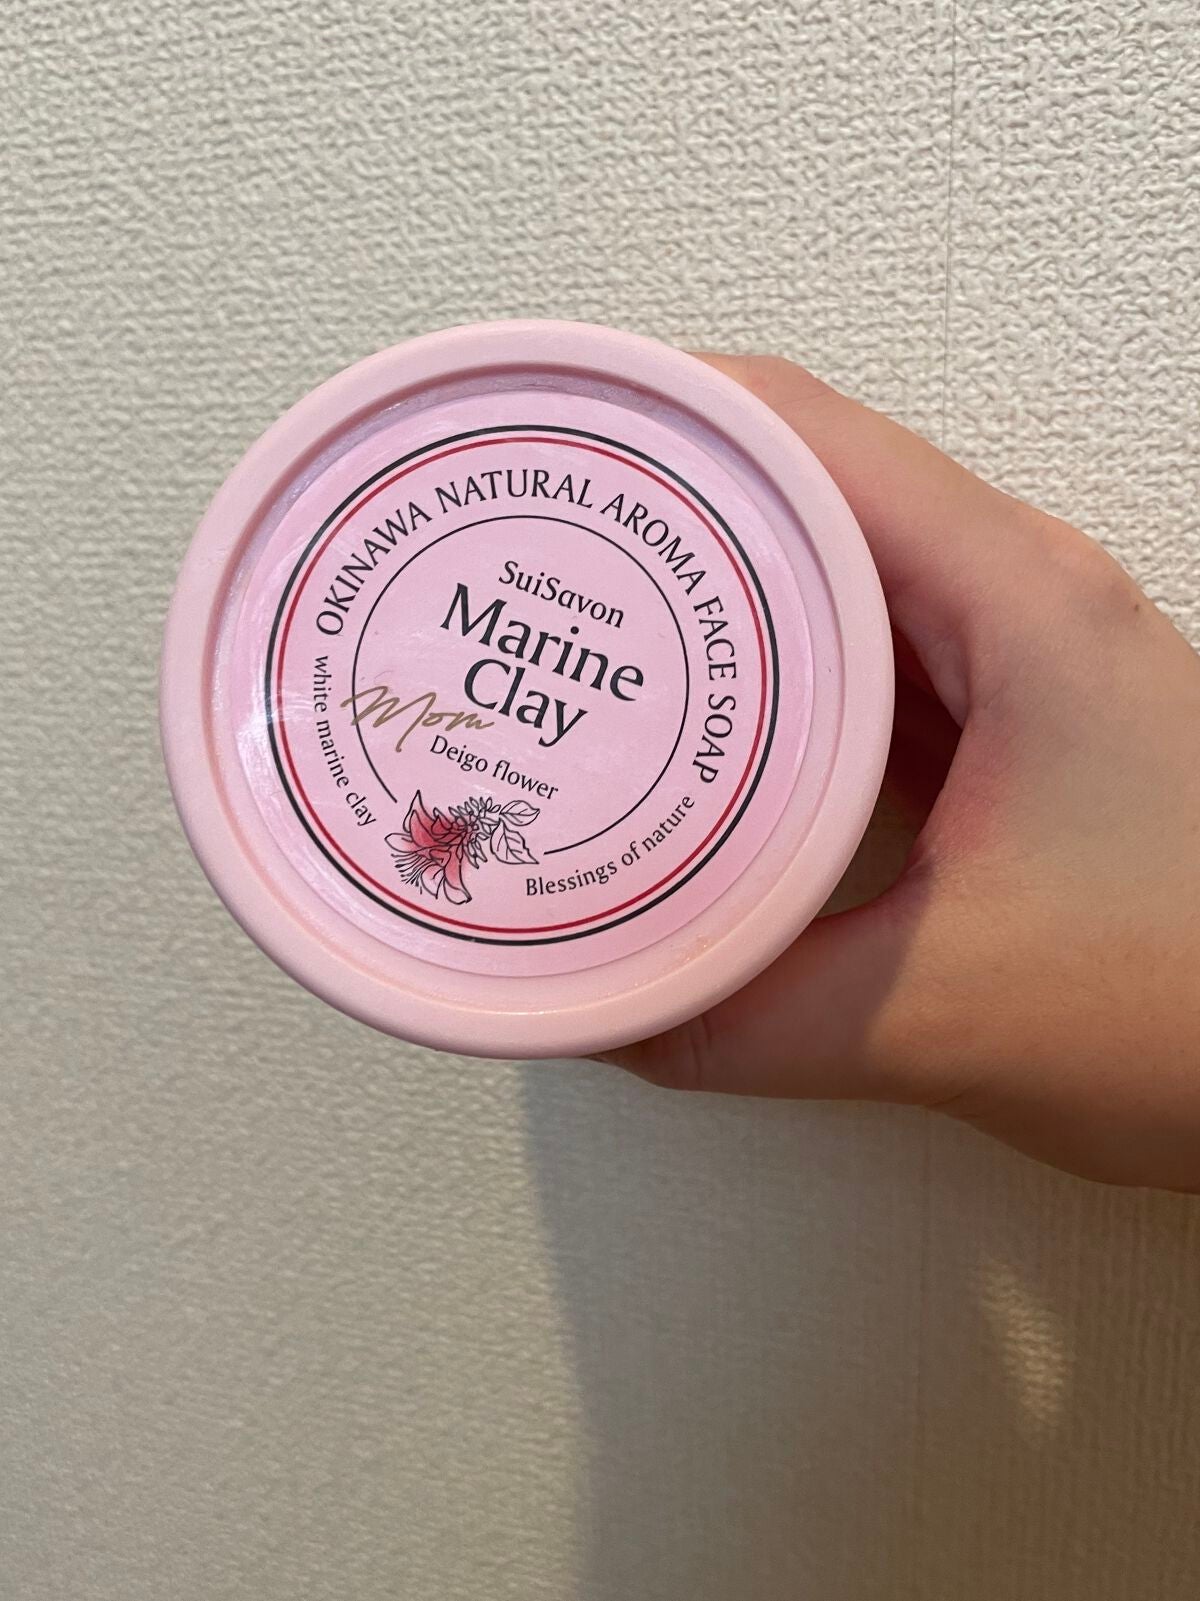 OKINAWA NATURAL AROMA FACE SOAP
SuiSavon
Marine
Clay
Mom
Deigo flower
white marine clay
Blessings of nature